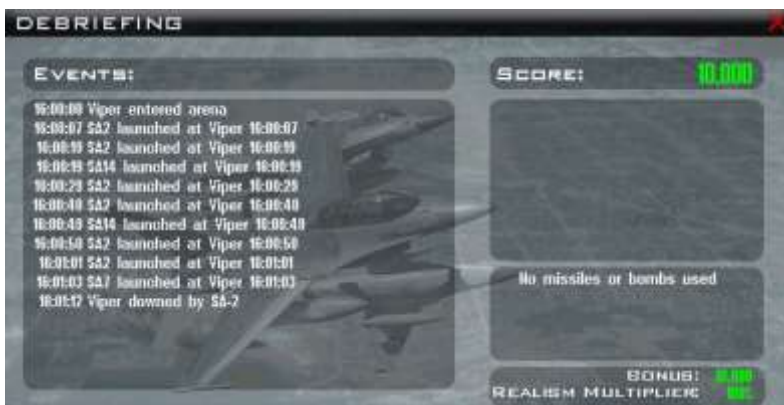 DEBRIEFING
EVENTS:
16:00:00 Viper entered arena
16:00:07 SA2 launched at Viper 16:00:07
16:00:19 SA2 launched at Viper 16:00:19
16:00:19 SA14 launched at Viper 16:00:19
16:00:29 SA2 launched at Viper 16:00:29
16:00:40 SA2 launched at Viper 16:00:40
16:00:49 SA14 launched at Viper 16:00:49
16:00:50 SA2 launched at Viper 16:00:50
16:01:01 SA2 launched at Viper 16:01:01
16:01:03 SA7 launched at Viper 16:01:03
16:01:12 Viper downed by SA-2
SCORE: 10.000
No missiles or bombs used
BONUS: 10.000
REALISM MULTIPLIER: